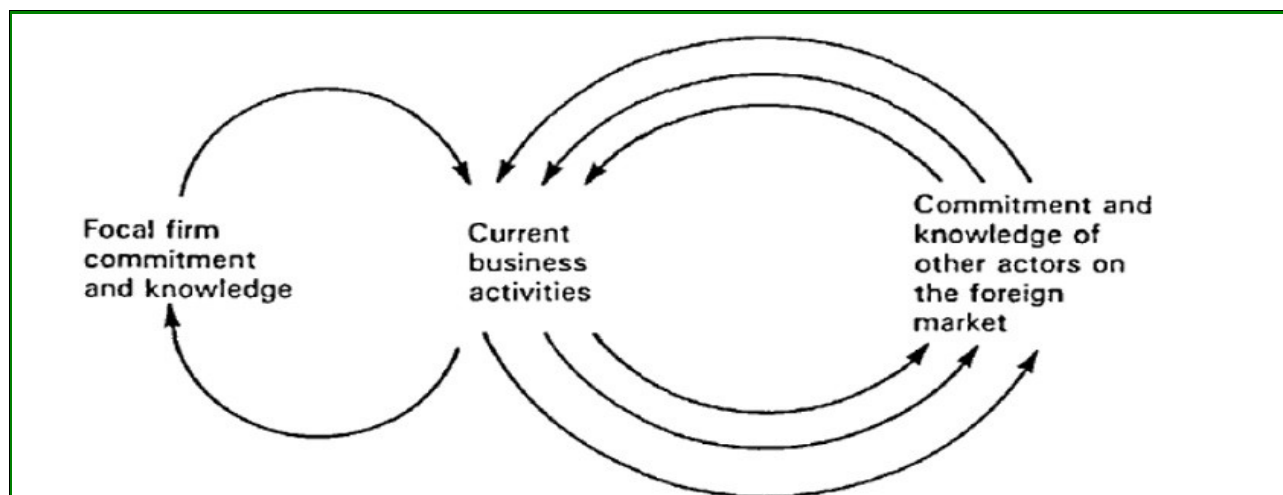 Focal firm
commitment
and knowledge
Current
business
activities
Commitment and
knowledge of
other actors on
the foreign
market